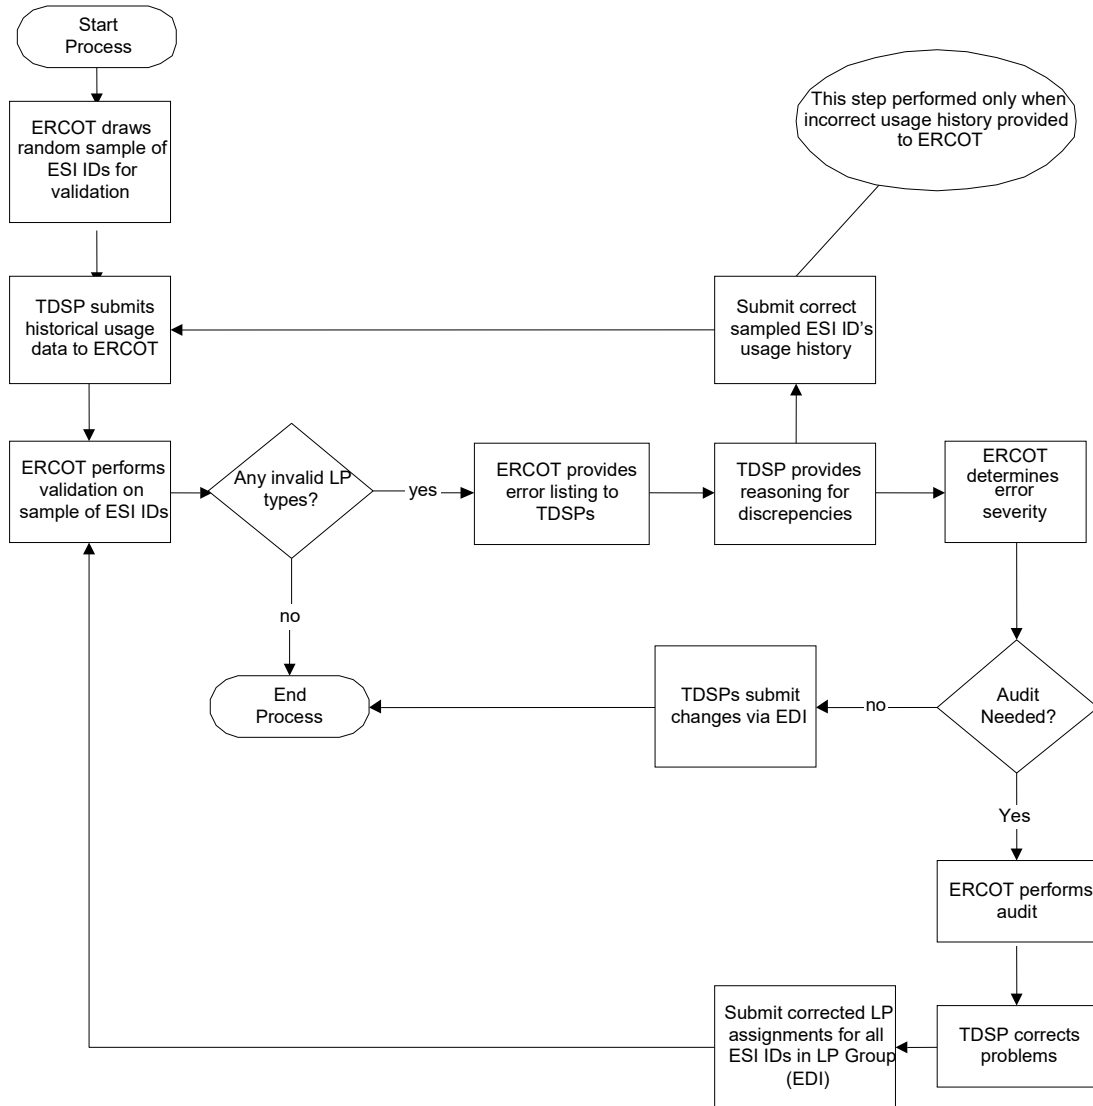 Start
Process
This step performed only when
incorrect usage history provided
to ERCOT
ERCOT draws
random sample of
ESI IDs for
validation
TDSP submits
historical usage
data to ERCOT
Submit correct
sampled ESI ID's
usage history
ERCOT performs
validation on
sample of ESI IDs
Any invalid LP
types?
yes
ERCOT provides
error listing to
TDSPs
TDSP provides
reasoning for
discrepencies
ERCOT
determines
error
severity
no
End
Process
TDSPs submit
changes via EDI
no
Audit
Needed?
Yes
ERCOT performs
audit
Submit corrected LP
assignments for all
ESI IDs in LP Group
(EDI)
TDSP corrects
problems